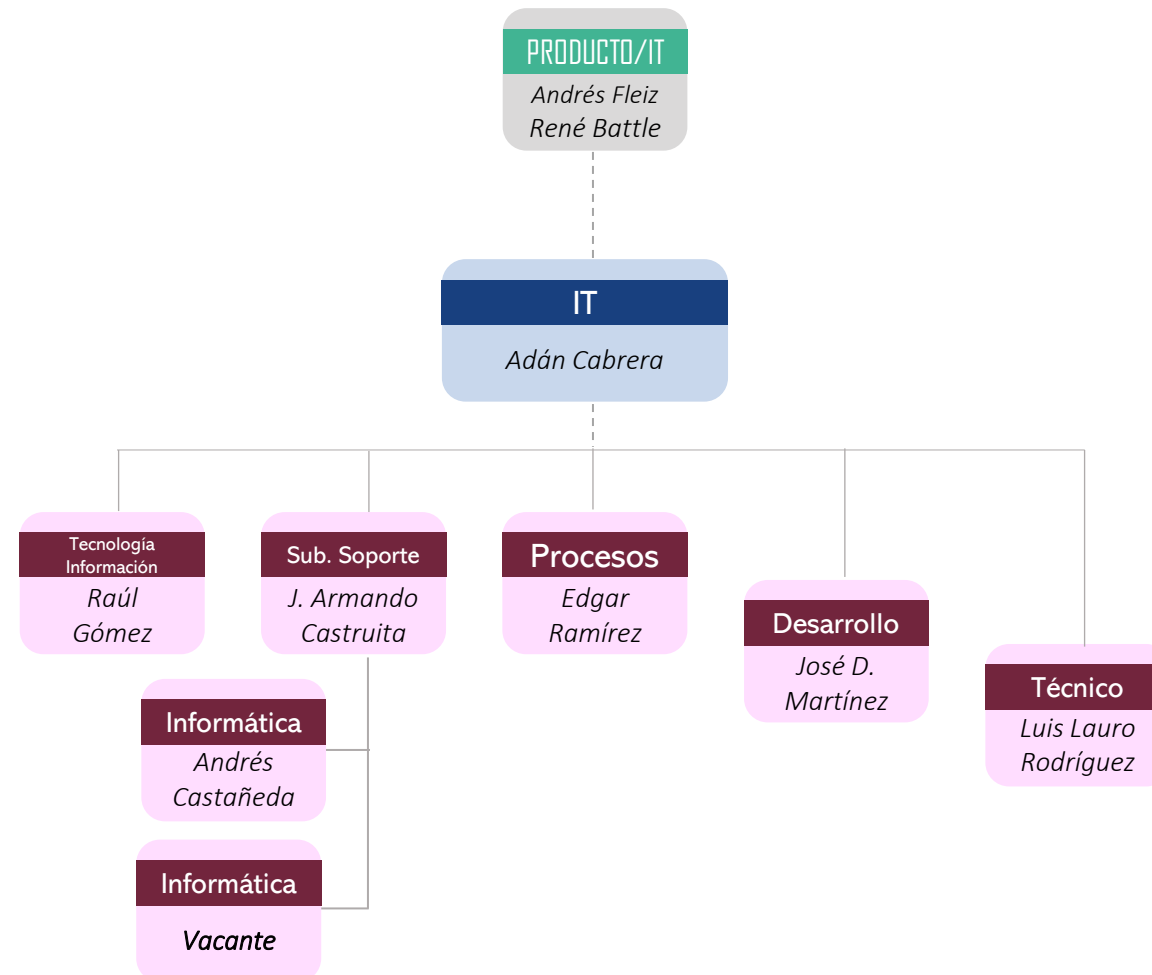 PRODUCTO/IT
Andrés Fleiz
René Battle
IT
Adán Cabrera
Tecnología
Información
Raúl
Gómez
Sub. Soporte
J. Armando
Castruita
Procesos
Edgar
Ramírez
Desarrollo
José D.
Martínez
Técnico
Luis Lauro
Rodríguez
Informática
Andrés
Castañeda
Informática
Vacante